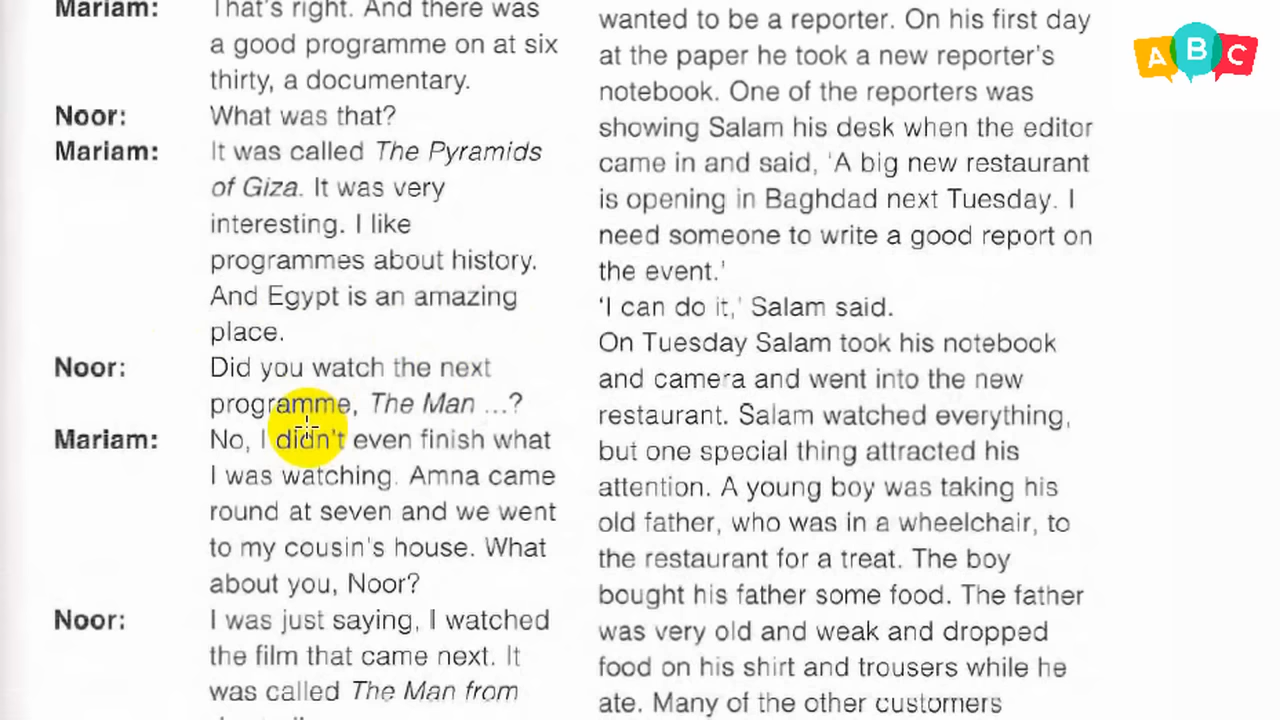 Mariam: That's right. And there was
a good programme on at six
thirty, a documentary.
Noor: What was that?
Mariam: It was called The Pyramids
of Giza. It was very
interesting. I like
programmes about history.
And Egypt is an amazing
place.
Noor: Did you watch the next
programme, The Man ...?
Mariam: No, I didn't even finish what
I was watching. Amna came
round at seven and we went
to my cousin's house. What
about you, Noor?
Noor: I was just saying, I watched
the film that came next. It
was called The Man from
wanted to be a reporter. On his first day
at the paper he took a new reporter's
notebook. One of the reporters was
showing Salam his desk when the editor
came in and said, 'A big new restaurant
is opening in Baghdad next Tuesday. I
need someone to write a good report on
the event.'
'I can do it,' Salam said.
On Tuesday Salam took his notebook
and camera and went into the new
restaurant. Salam watched everything,
but one special thing attracted his
attention. A young boy was taking his
old father, who was in a wheelchair, to
the restaurant for a treat. The boy
bought his father some food. The father
was very old and weak and dropped
food on his shirt and trousers while he
ate. Many of the other customers
A B C